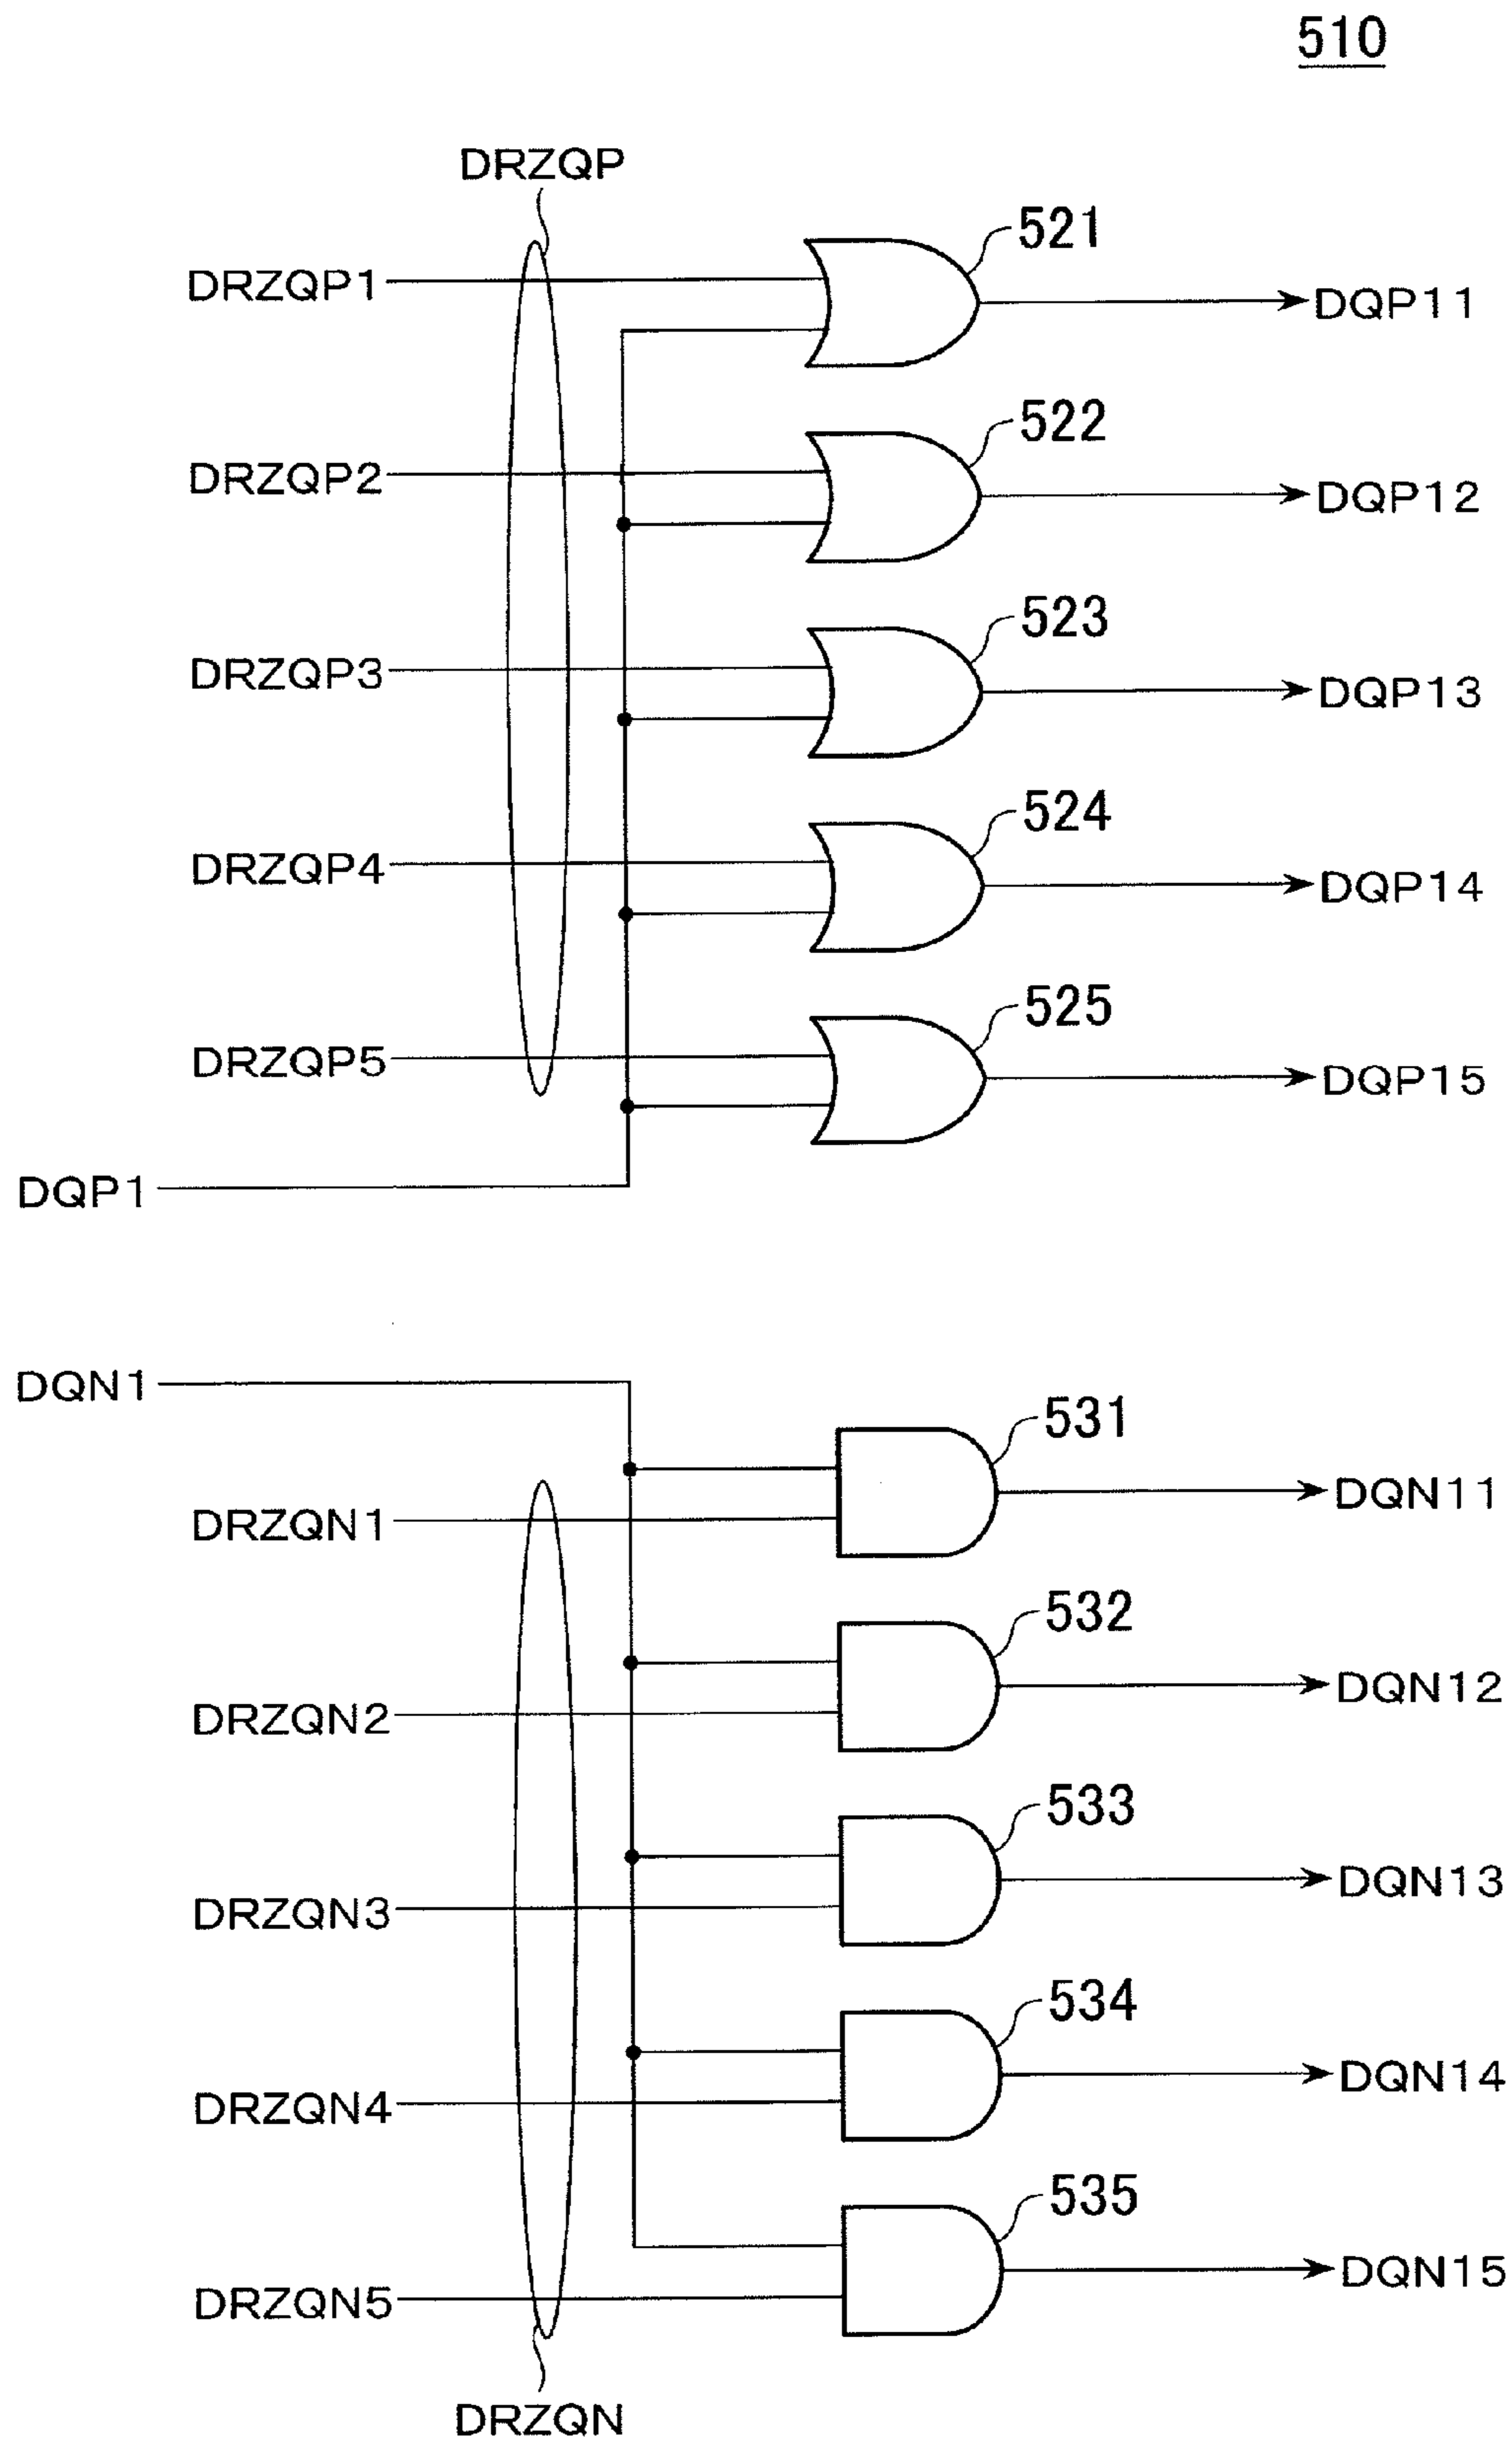 510
DRZQP
521
DRZQP1
DQP11
522
DRZQP2
DQP12
523
DRZQP3
DQP13
524
DRZQP4
DQP14
525
DRZQP5
DQP15
DQP1
DQN1
531
DRZQN1
DQN11
532
DRZQN2
DQN12
533
DRZQN3
DQN13
534
DRZQN4
DQN14
535
DRZQN5
DQN15
DRZQN